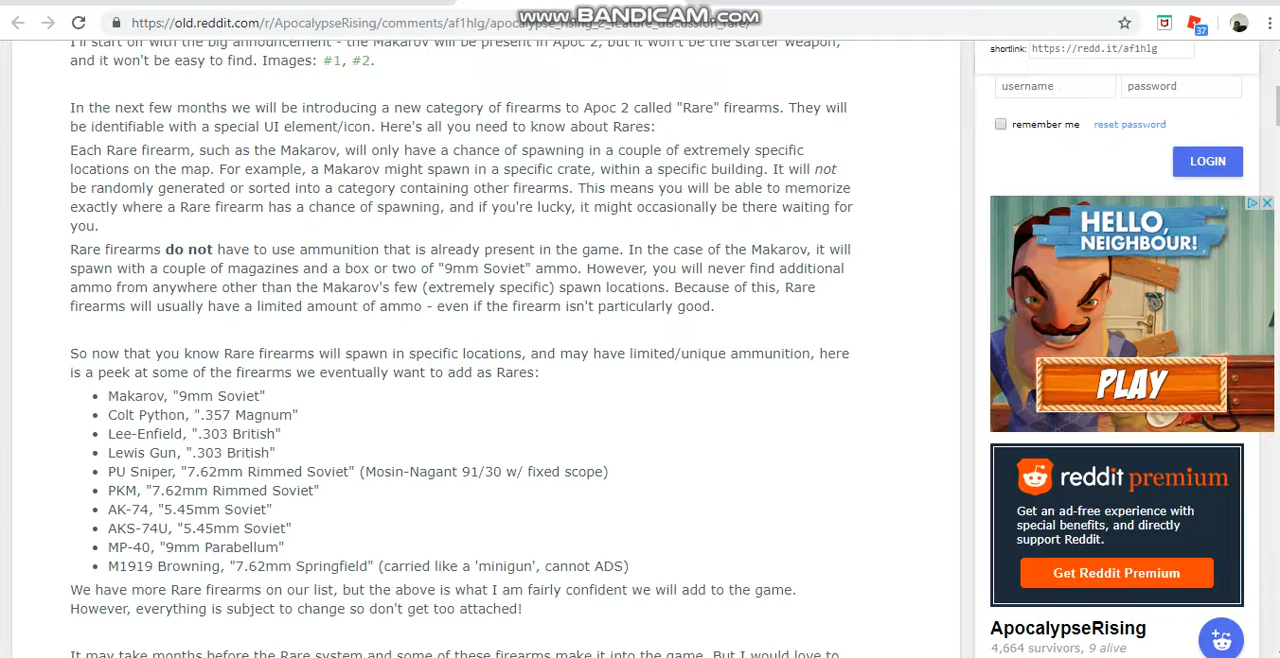 www.BANDICAM.com
https://old.reddit.com/r/ApocalypseRising/comments/af1hlg/apocalypse_rising_2_feature_discussion_rare/
37
I'll start off with the big announcement - the Makarov will be present in Apoc 2, but it won't be the starter weapon,
and it won't be easy to find. Images: #1, #2.
In the next few months we will be introducing a new category of firearms to Apoc 2 called "Rare" firearms. They will
be identifiable with a special UI element/icon. Here's all you need to know about Rares:
Each Rare firearm, such as the Makarov, will only have a chance of spawning in a couple of extremely specific
locations on the map. For example, a Makarov might spawn in specific crate, within a specific building. It will not
be randomly generated or sorted into a category containing other firearms. This means you will be able to memorize
exactly where a Rare firearm has a chance of spawning, and if you're lucky, it might occasionally be there waiting for
you.
Rare firearms do not have to use ammunition that is already present in the game. In the case of the Makarov, it will
spawn with a couple of magazines and a box or two of "9mm Soviet" ammo. However, you will never find additional
ammo from anywhere other than the Makarov's few (extremely specific) spawn locations. Because of this, Rare
firearms will usually have a limited amount of ammo - even if the firearm isn't particularly good.
So now that you know Rare firearms will spawn in specific locations, and may have limited/unique ammunition, here
is a peek at some of the firearms we eventually want to add as Rares:
• Makarov, "9mm Soviet"
• Colt Python, ".357 Magnum"
• Lee-Enfield, ".303 British"
• Lewis Gun, ".303 British"
• PU Sniper, "7.62mm Rimmed Soviet" (Mosin-Nagant 91/30 w/ fixed scope)
• PKM, "7.62mm Rimmed Soviet"
• AK-74, "5.45mm Soviet"
• AKS-74U, "5.45mm Soviet"
• MP-40, "9mm Parabellum"
• M1919 Browning, "7.62mm Springfield" (carried like a 'minigun', cannot ADS)
We have more Rare firearms on our list, but the above is what I am fairly confident we will add to the game.
However, everything is subject to change so don't get too attached!
It may take months before the Rare system and some of these firearms make it into the game. But I would love to
shortlink: https://redd.it/af1hlg
username password
remember me reset password
LOGIN
HELLO,
NEIGHBOUR!
PLAY
reddit premium
Get an ad-free experience with
special benefits, and directly
support Reddit.
Get Reddit Premium
ApocalypseRising
4,664 survivors, 9 alive